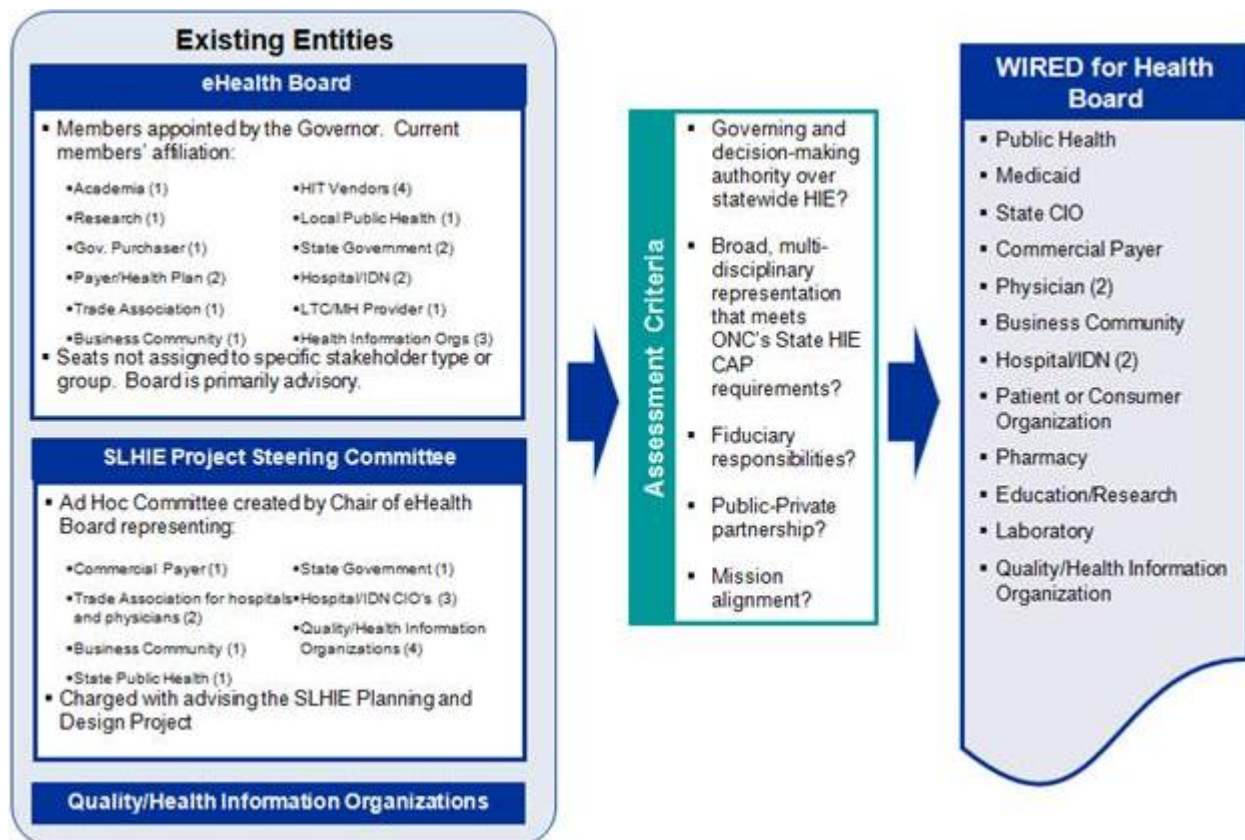 Existing Entities
eHealth Board
▪ Members appointed by the Governor. Current
members' affiliation:
•Academia (1)
•Research (1)
•Gov. Purchaser (1)
•Payer/Health Plan (2)
•Trade Association (1)
•Business Community (1)
•HIT Vendors (4)
•Local Public Health (1)
•State Government (2)
•Hospital/IDN (2)
•LTC/MH Provider (1)
•Health Information Orgs (3)
▪ Seats not assigned to specific stakeholder type or
group. Board is primarily advisory.
SLHIE Project Steering Committee
▪ Ad Hoc Committee created by Chair of eHealth
Board representing:
•Commercial Payer (1)
•Trade Association for hospitals
and physicians (2)
•Business Community (1)
•State Public Health (1)
•State Government (1)
•Hospital/IDN CIO's (3)
•Quality/Health Information
Organizations (4)
▪ Charged with advising the SLHIE Planning and
Design Project
Quality/Health Information Organizations
Assessment Criteria
▪ Governing and
decision-making
authority over
statewide HIE?
▪ Broad, multi-
disciplinary
representation
that meets
ONC's State HIE
CAP
requirements?
▪ Fiduciary
responsibilities?
▪ Public-Private
partnership?
▪ Mission
alignment?
WIRED for Health
Board
▪ Public Health
▪ Medicaid
▪ State CIO
▪ Commercial Payer
▪ Physician (2)
▪ Business Community
▪ Hospital/IDN (2)
▪ Patient or Consumer
Organization
▪ Pharmacy
▪ Education/Research
▪ Laboratory
▪ Quality/Health Information
Organization